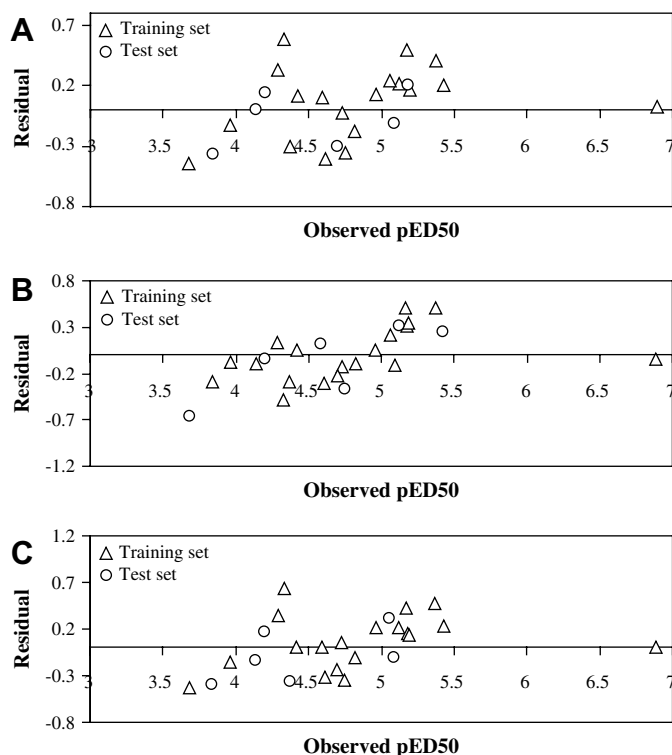 A
0.7
0.2
-0.3
-0.8
Residual
Training set
Test set
3 3.5 4 4.5 5 5.5 6 6.5 7
Observed pED50
B
0.8
0.3
-0.2
-0.7
-1.2
Residual
Training set
Test set
3 3.5 4 4.5 5 5.5 6 6.5 7
Observed pED50
C
1.2
0.7
0.2
-0.3
-0.8
Residual
Training set
Test set
3 3.5 4 4.5 5 5.5 6 6.5 7
Observed pED50